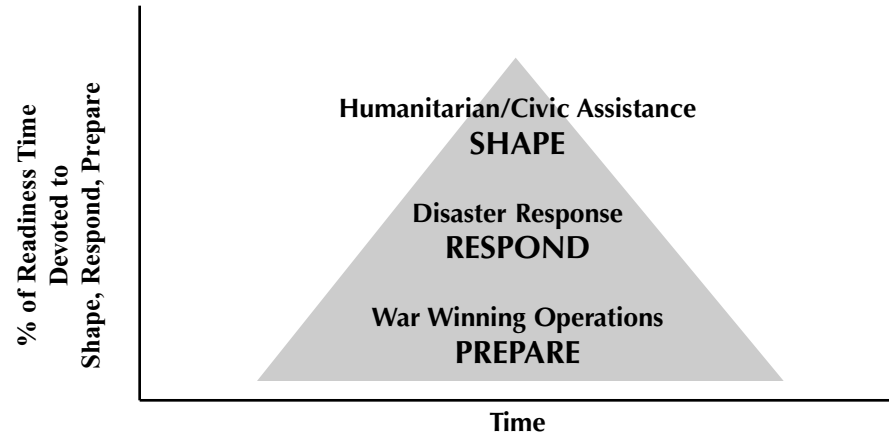 % of Readiness Time
Devoted to
Shape, Respond, Prepare
Humanitarian/Civic Assistance
SHAPE
Disaster Response
RESPOND
War Winning Operations
PREPARE
Time